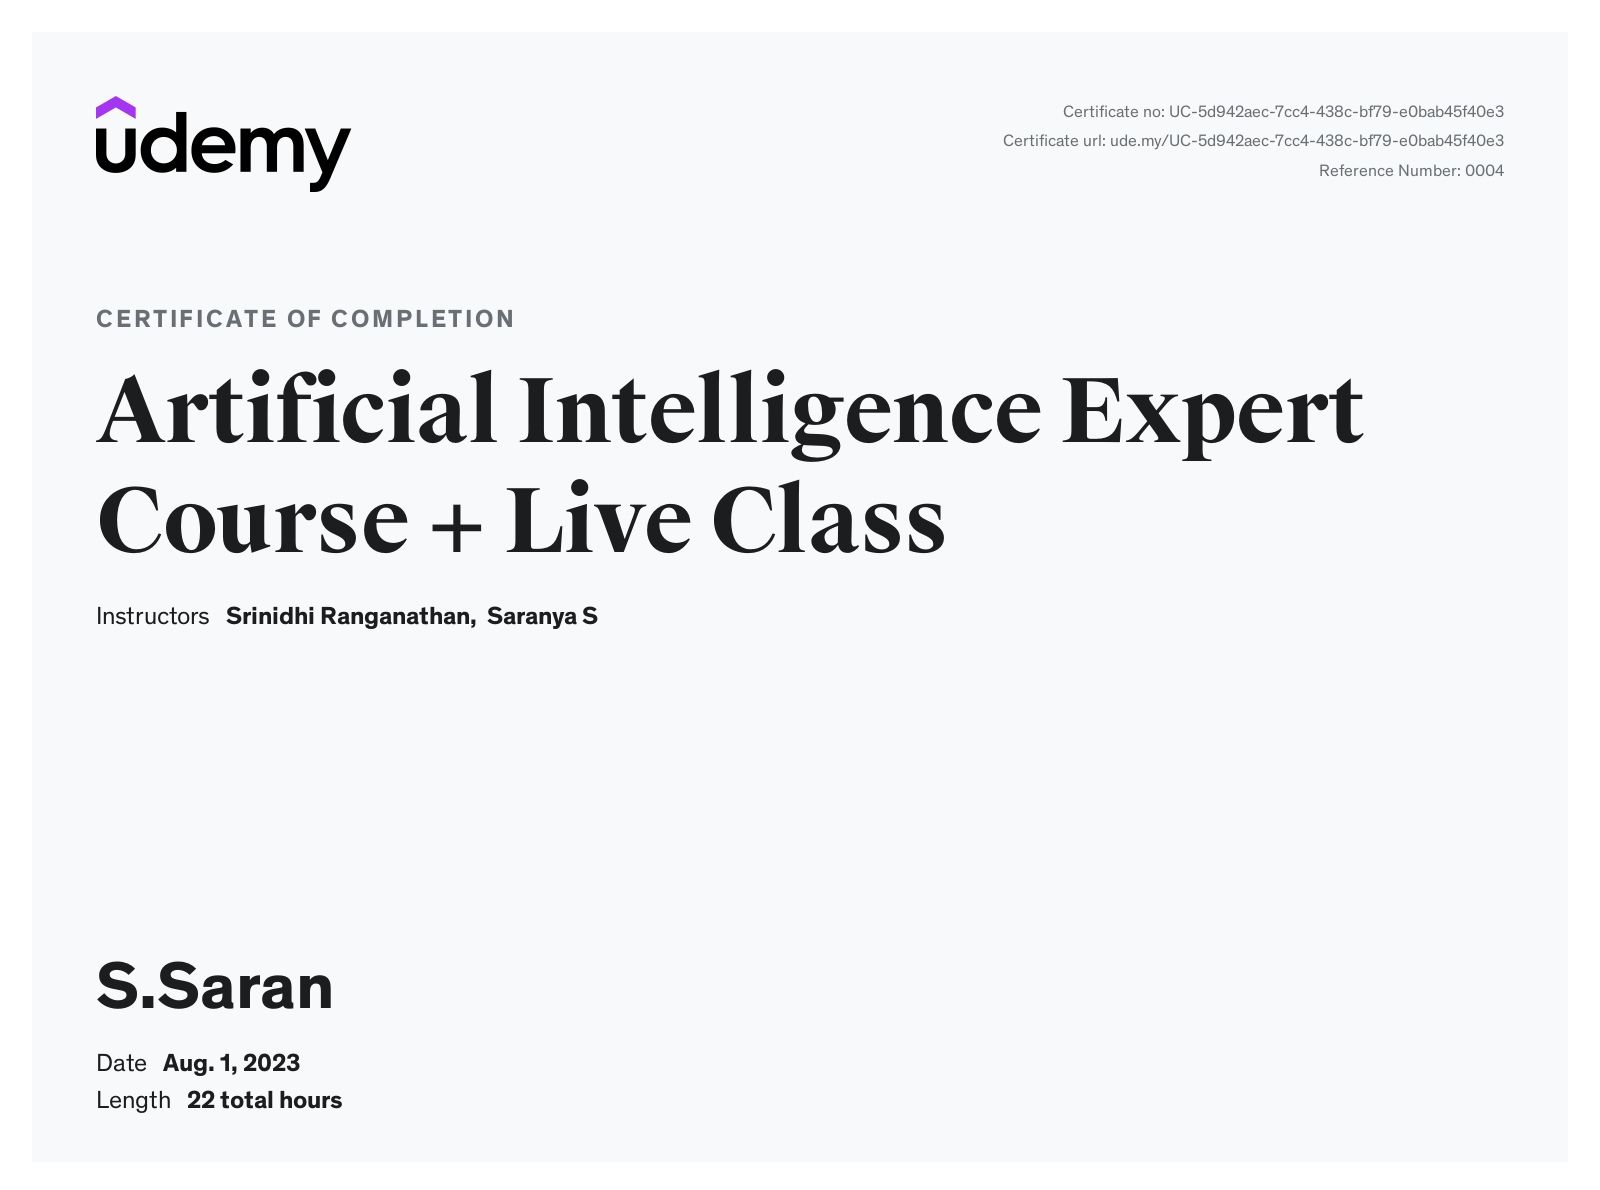 udemy
Certificate no: UC-5d942aec-7cc4-438c-bf79-e0bab45f40e3
Certificate url: ude.my/UC-5d942aec-7cc4-438c-bf79-e0bab45f40e3
Reference Number: 0004
CERTIFICATE OF COMPLETION
Artificial Intelligence Expert
Course + Live Class
Instructors Srinidhi Ranganathan, Saranya S
S.Saran
Date Aug. 1, 2023
Length 22 total hours